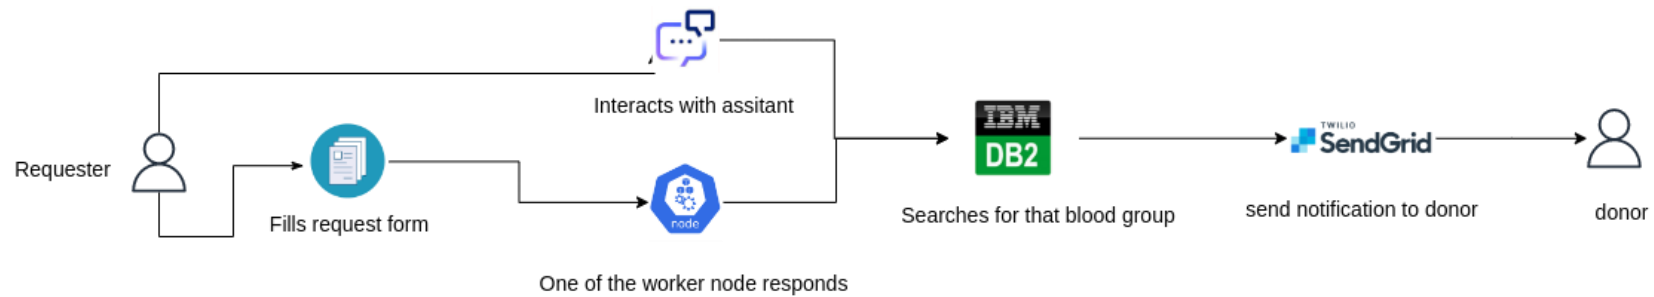 Interacts with assitant
Requester
Fills request form
node
One of the worker node responds
IBM
DB2
Searches for that blood group
TWILIO
SendGrid
send notification to donor
donor